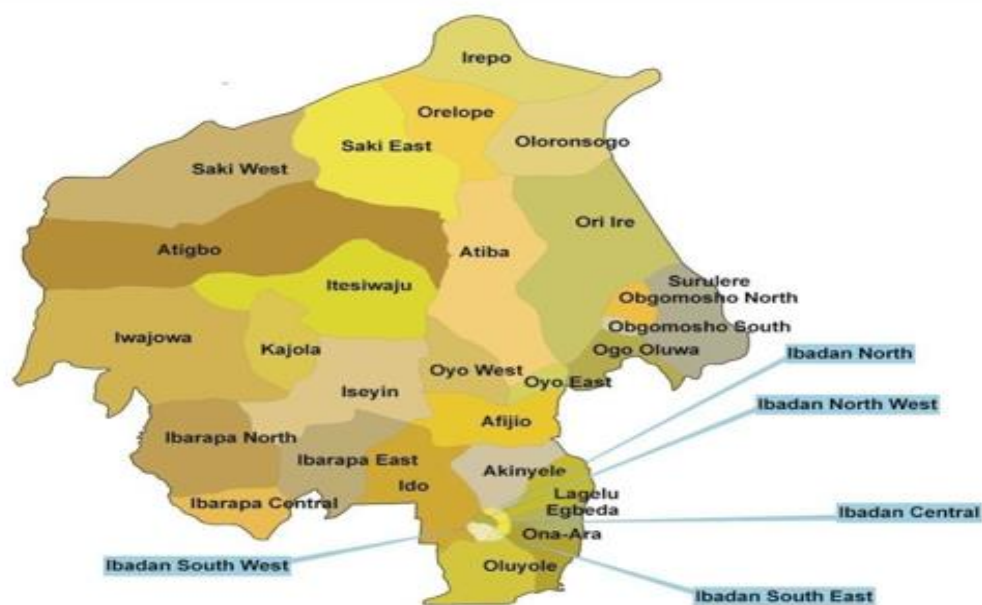 Irepo
Orelope
Saki East
Oloronsogo
Saki West
Ori Ire
Atigbo
Atiba
Itesiwaju
Surulere
Obgomosho North
Obgomosho South
Iwajowa
Kajola
Ogo Oluwa
Ibadan North
Oyo West
Oyo East
Iseyin
Ibadan North West
Afijio
Ibarapa North
Ibarapa East
Akinyele
Ido
Lagelu
Ibarapa Central
Egbeda
Ibadan Central
Ona-Ara
Ibadan South West
Oluyole
Ibadan South East